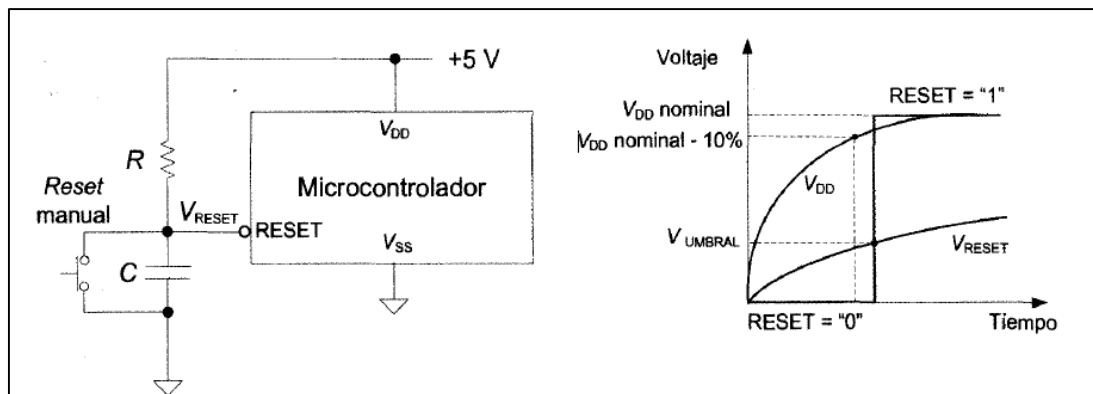 +5 V
V_DD
R
Microcontrolador
Reset
manual
V_RESET
RESET
V_SS
C
Voltaje
RESET = "1"
V_DD nominal
V_DD nominal - 10%
V_DD
V_UMBRAL
V_RESET
RESET = "0"
Tiempo